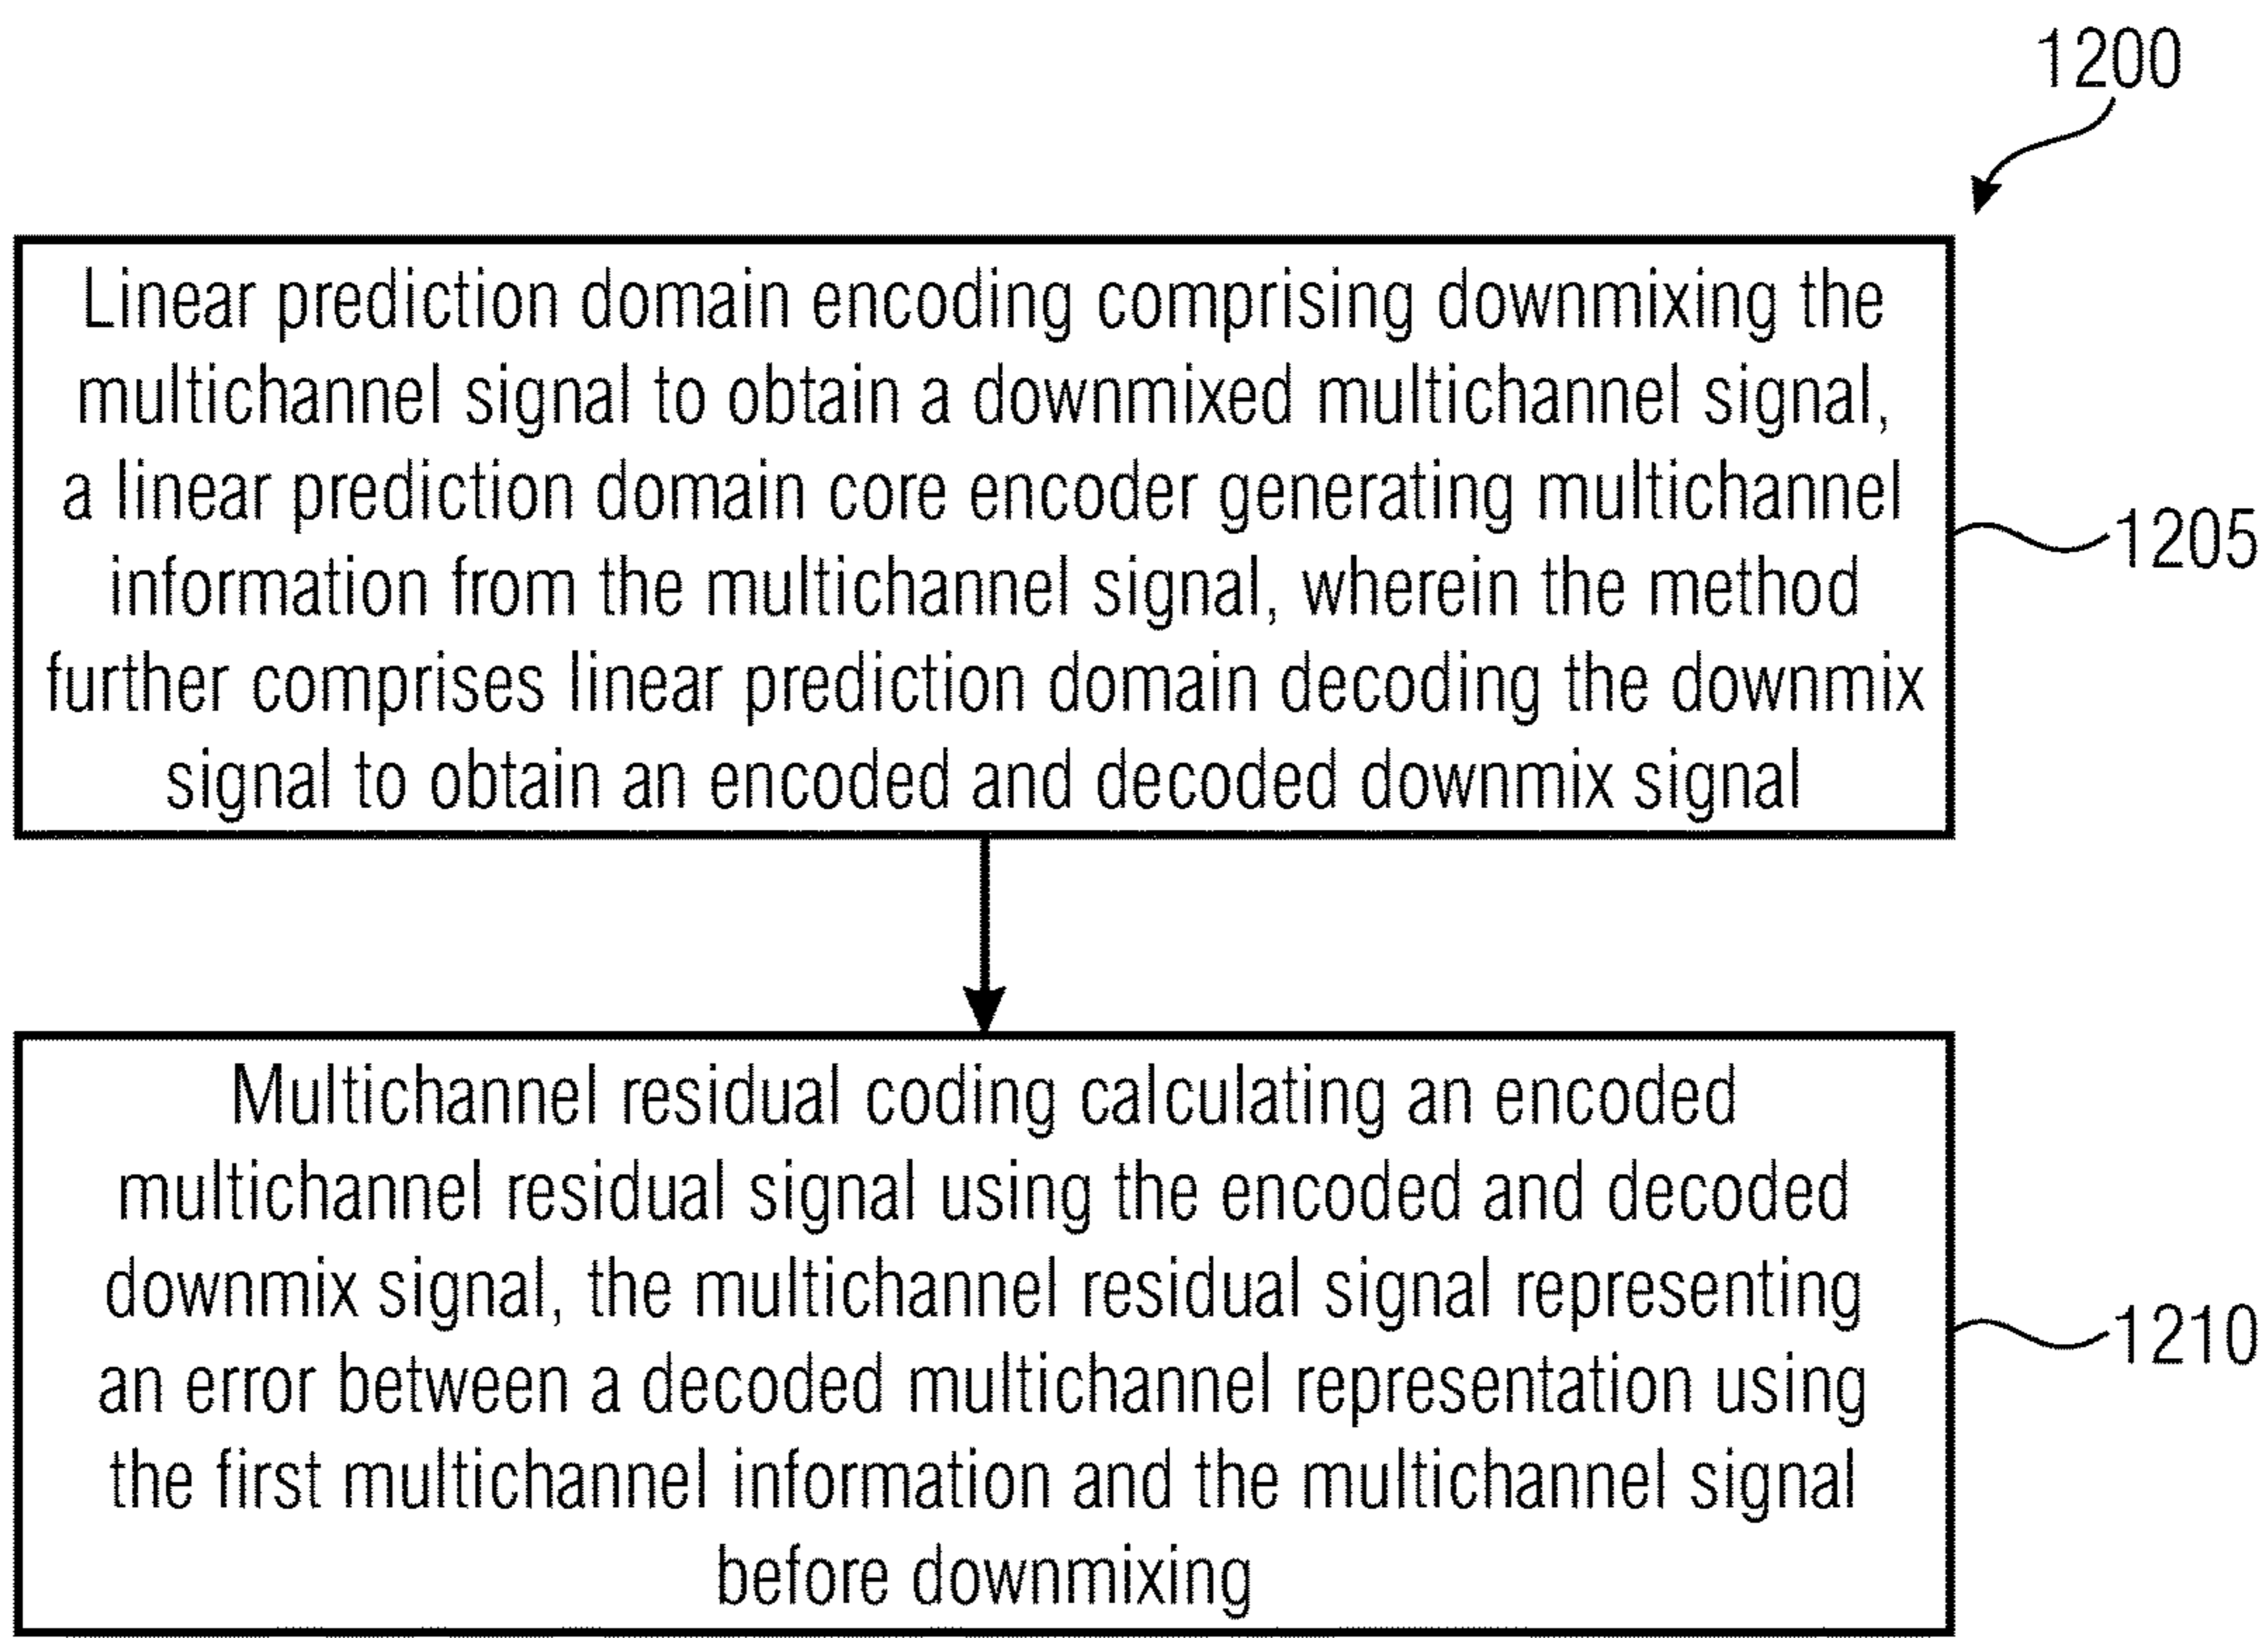 1200
Linear prediction domain encoding comprising downmixing the
multichannel signal to obtain a downmixed multichannel signal,
a linear prediction domain core encoder generating multichannel
information from the multichannel signal, wherein the method
further comprises linear prediction domain decoding the downmix
signal to obtain an encoded and decoded downmix signal
1205
Multichannel residual coding calculating an encoded
multichannel residual signal using the encoded and decoded
downmix signal, the multichannel residual signal representing
an error between a decoded multichannel representation using
the first multichannel information and the multichannel signal
before downmixing
1210